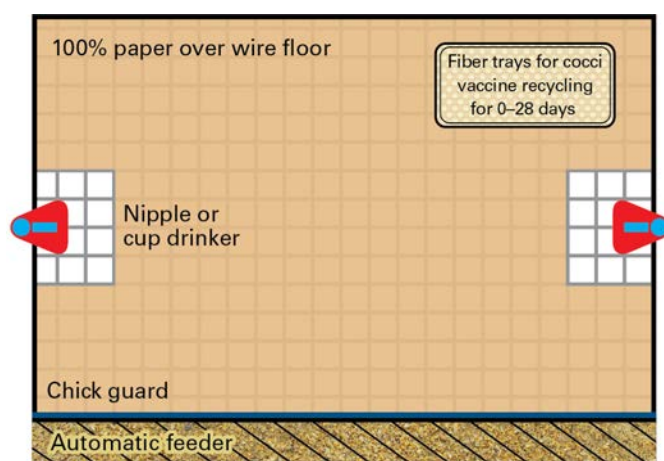 100% paper over wire floor
Fiber trays for cocci
vaccine recycling
for 0–28 days
Nipple or
cup drinker
Chick guard
Automatic feeder